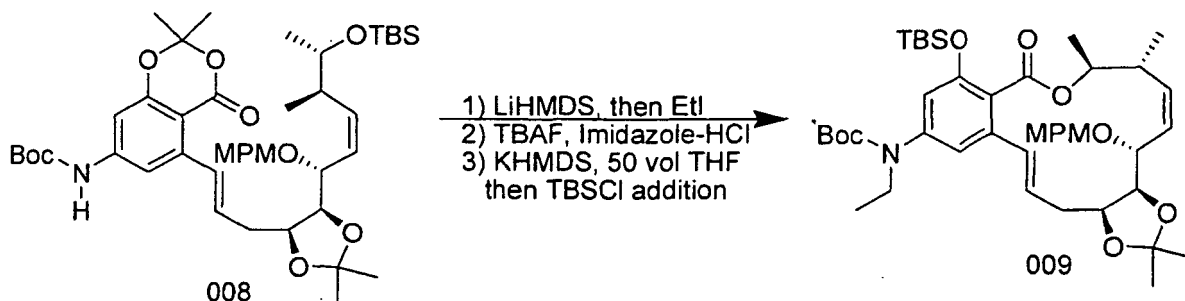 TBSO
O
O
O
OTBS
O
O
O
Boc
N
H
MPMO
O
O
008
1) LiHMDS, then EtI
2) TBAF, Imidazole-HCl
3) KHMDS, 50 vol THF
then TBSCl addition
Boc
N
MPMO
O
O
009